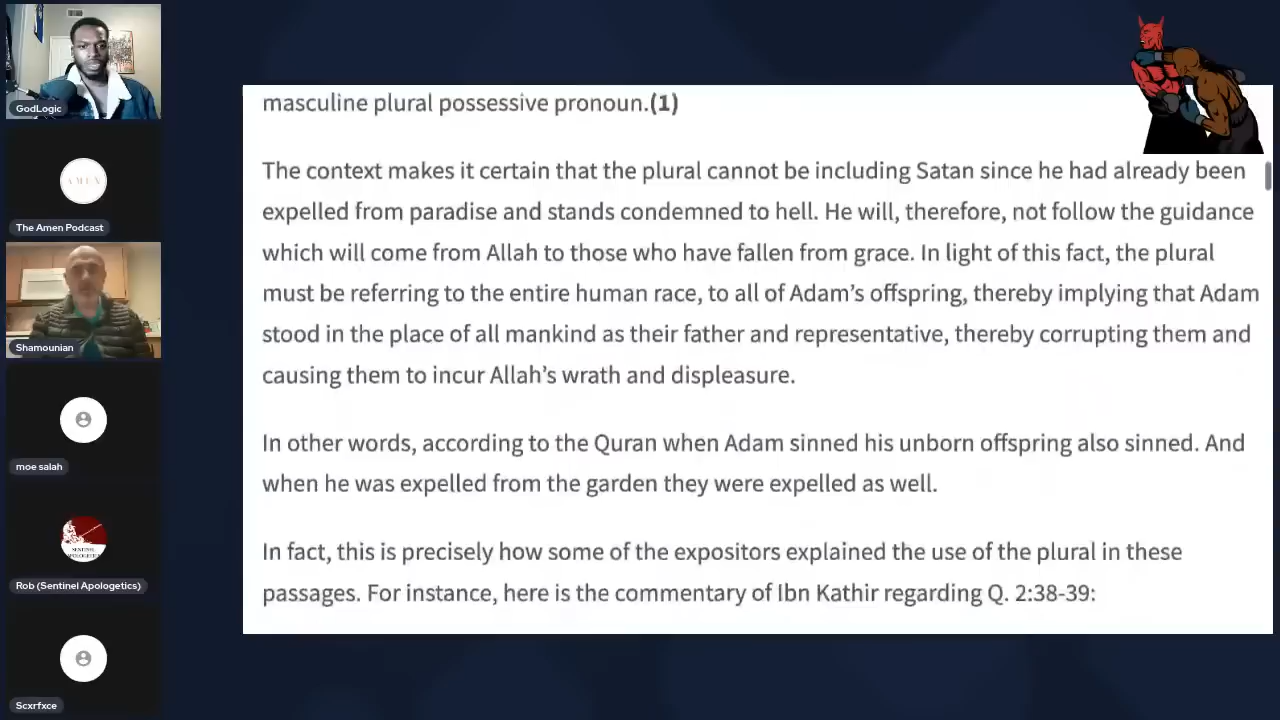 GodLogic
AMEN
The Amen Podcast
Shamounian
moe salah
SENTINEL
APOLOGETICS
Rob (Sentinel Apologetics)
Scxrfxce
masculine plural possessive pronoun.(1)
The context makes it certain that the plural cannot be including Satan since he had already been
expelled from paradise and stands condemned to hell. He will, therefore, not follow the guidance
which will come from Allah to those who have fallen from grace. In light of this fact, the plural
must be referring to the entire human race, to all of Adam’s offspring, thereby implying that Adam
stood in the place of all mankind as their father and representative, thereby corrupting them and
causing them to incur Allah’s wrath and displeasure.
In other words, according to the Quran when Adam sinned his unborn offspring also sinned. And
when he was expelled from the garden they were expelled as well.
In fact, this is precisely how some of the expositors explained the use of the plural in these
passages. For instance, here is the commentary of Ibn Kathir regarding Q. 2:38-39: